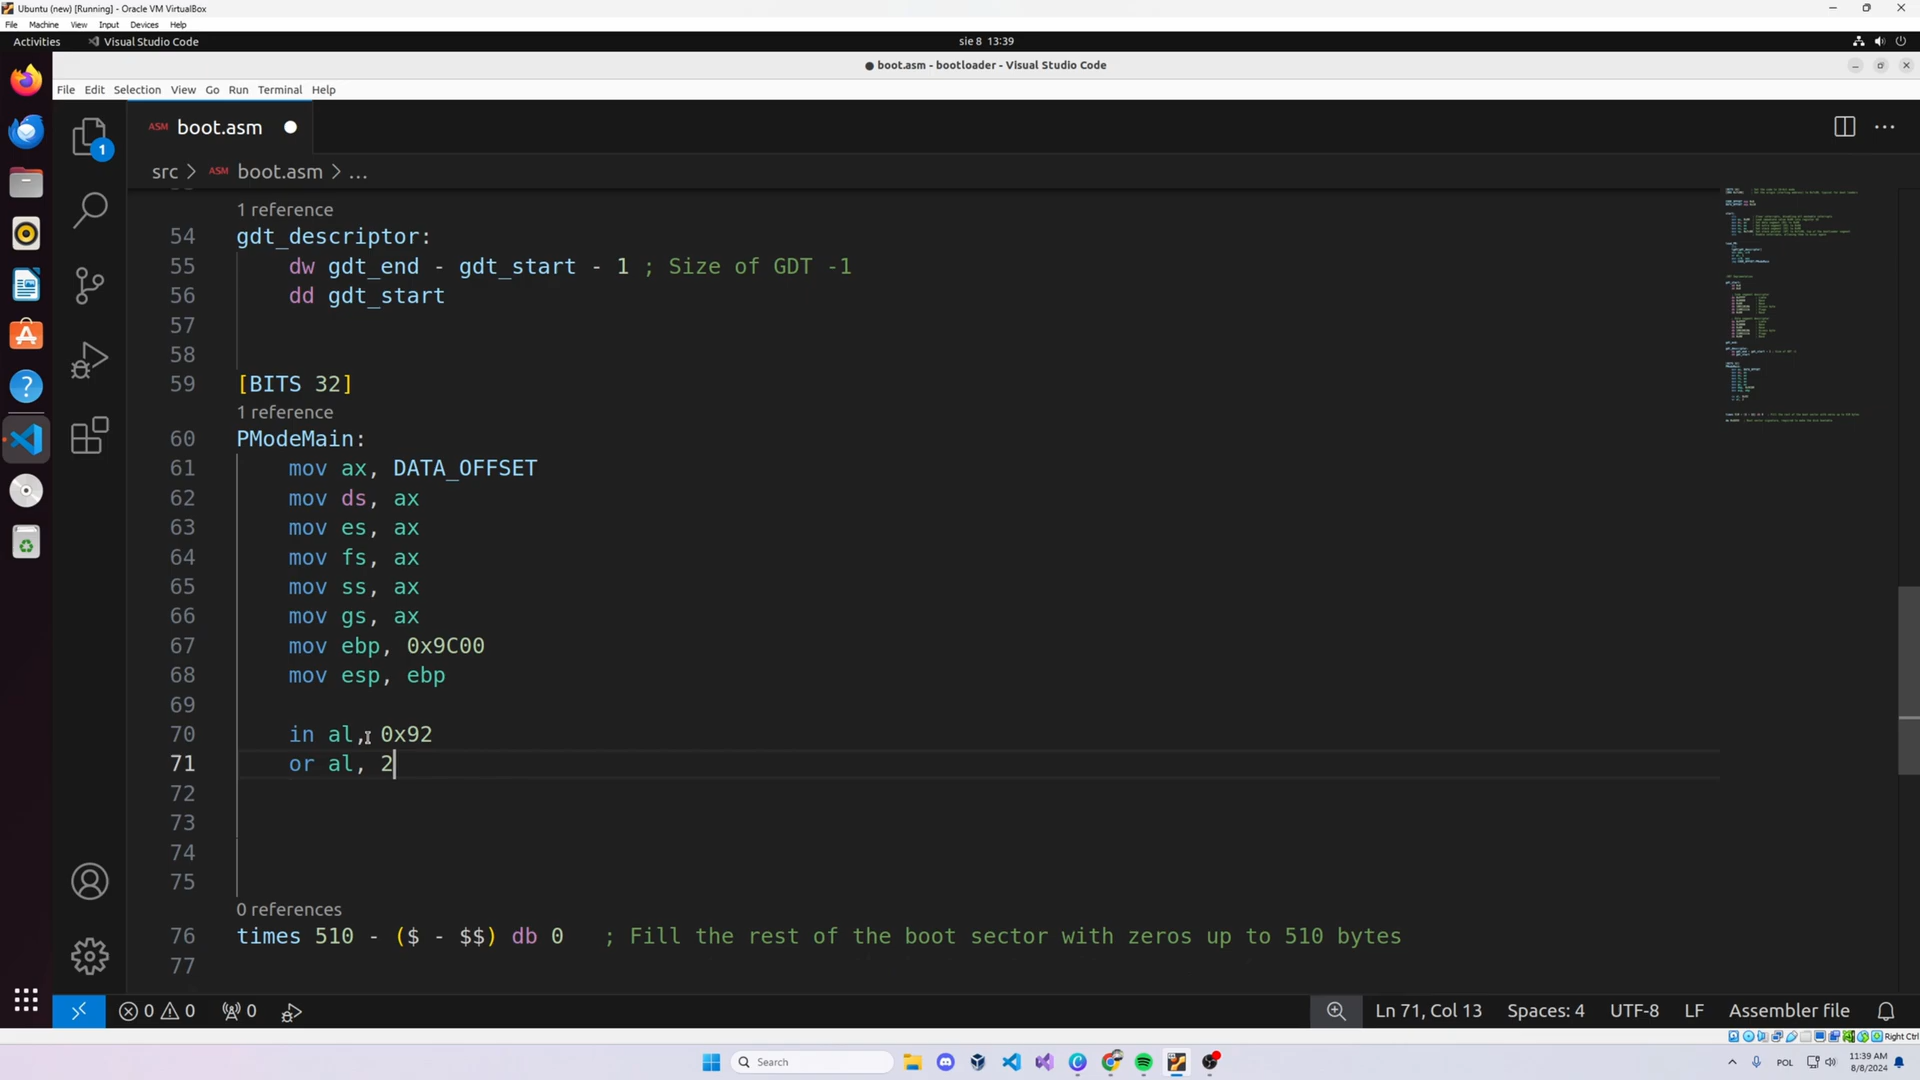 Ubuntu (new) [Running] - Oracle VM VirtualBox
File Machine View Input Devices Help
Activities Visual Studio Code sie 8 13:39
● boot.asm - bootloader - Visual Studio Code
File Edit Selection View Go Run Terminal Help
ASM boot.asm
src > ASM boot.asm > ...
1
1 reference
54 gdt_descriptor:
55 dw gdt_end - gdt_start - 1 ; Size of GDT -1
56 dd gdt_start
57
58
59 [BITS 32]
1 reference
60 PModeMain:
61 mov ax, DATA_OFFSET
62 mov ds, ax
63 mov es, ax
64 mov fs, ax
65 mov ss, ax
66 mov gs, ax
67 mov ebp, 0x9C00
68 mov esp, ebp
69
70 in al, 0x92
71 or al, 2
72
73
74
75
0 references
76 times 510 - ($ - $$) db 0 ; Fill the rest of the boot sector with zeros up to 510 bytes
77
0 0 0 Ln 71, Col 13 Spaces: 4 UTF-8 LF Assembler file
Right Ctrl
Search POL 11:39 AM
8/8/2024